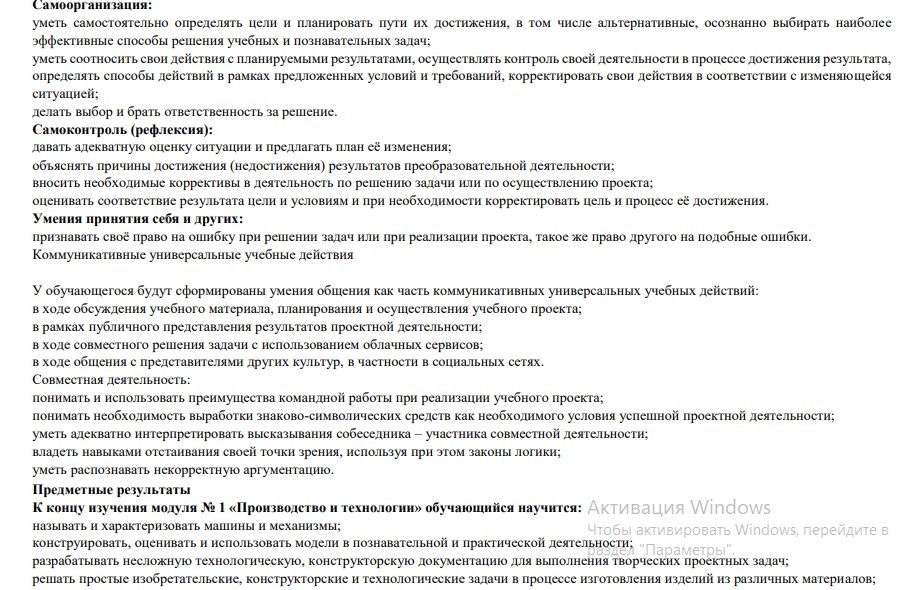 Самоорганизация:
уметь самостоятельно определять цели и планировать пути их достижения, в том числе альтернативные, осознанно выбирать наиболее
эффективные способы решения учебных и познавательных задач;
уметь соотносить свои действия с планируемыми результатами, осуществлять контроль своей деятельности в процессе достижения результата,
определять способы действий в рамках предложенных условий и требований, корректировать свои действия в соответствии с изменяющейся
ситуацией;
делать выбор и брать ответственность за решение.
Самоконтроль (рефлексия):
давать адекватную оценку ситуации и предлагать план её изменения;
объяснять причины достижения (недостижения) результатов преобразовательной деятельности;
вносить необходимые коррективы в деятельность по решению задачи или по осуществлению проекта;
оценивать соответствие результата цели и условиям и при необходимости корректировать цель и процесс её достижения.
Умения принятия себя и других:
признавать своё право на ошибку при решении задач или при реализации проекта, такое же право другого на подобные ошибки.
Коммуникативные универсальные учебные действия
У обучающегося будут сформированы умения общения как часть коммуникативных универсальных учебных действий:
в ходе обсуждения учебного материала, планирования и осуществления учебного проекта;
в рамках публичного представления результатов проектной деятельности;
в ходе совместного решения задачи с использованием облачных сервисов;
в ходе общения с представителями других культур, в частности в социальных сетях.
Совместная деятельность:
понимать и использовать преимущества командной работы при реализации учебного проекта;
понимать необходимость выработки знаково-символических средств как необходимого условия успешной проектной деятельности;
уметь адекватно интерпретировать высказывания собеседника – участника совместной деятельности;
владеть навыками отстаивания своей точки зрения, используя при этом законы логики;
уметь распознавать некорректную аргументацию.
Предметные результаты
К концу изучения модуля № 1 «Производство и технологии» обучающийся научится:
Активация Windows
называть и характеризовать машины и механизмы;
Чтобы активировать Windows, перейдите в
конструировать, оценивать и использовать модели в познавательной и практической деятельности;
раздел "Параметры".
разрабатывать несложную технологическую, конструкторскую документацию для выполнения творческих проектных задач;
решать простые изобретательские, конструкторские и технологические задачи в процессе изготовления изделий из различных материалов;